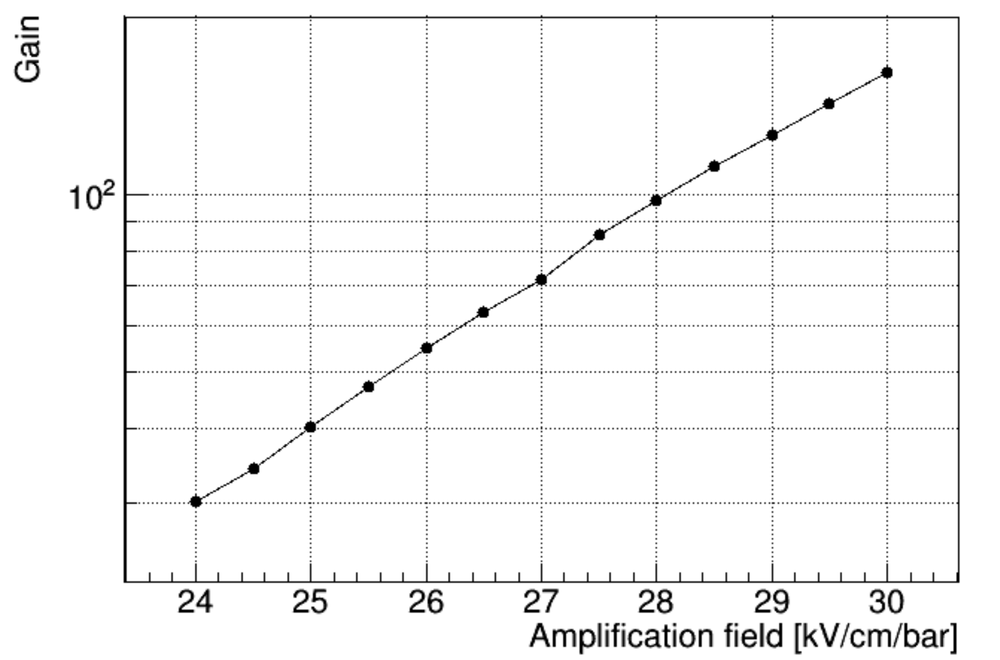 Gain
10²
24 25 26 27 28 29 30
Amplification field [kV/cm/bar]